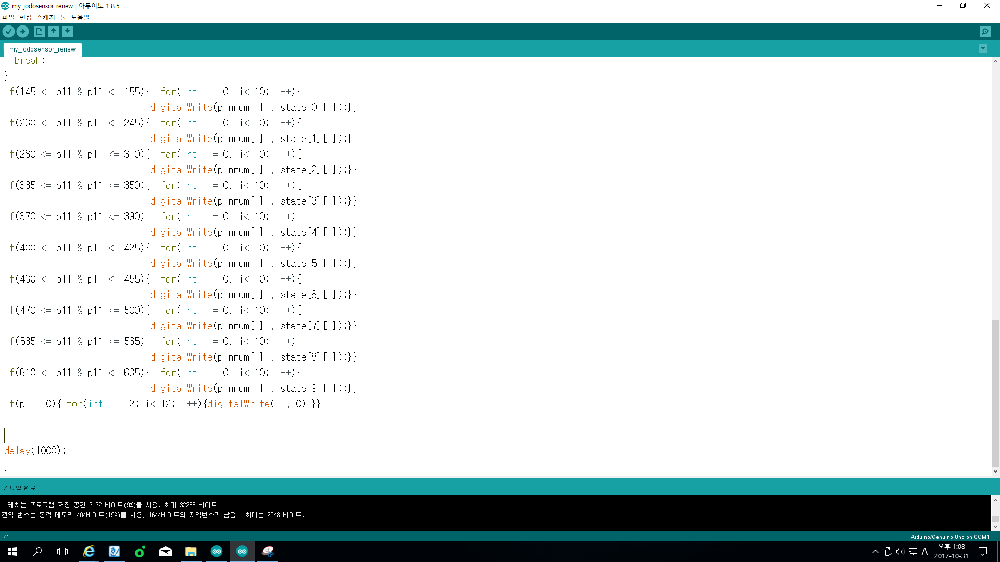 my_jodosensor_renew | 아두이노 1.8.5
파일 편집 스케치 툴 도움말
my_jodosensor_renew
break; }
}
if(145 <= p11 & p11 <= 155){  for(int i = 0; i< 10; i++){
digitalWrite(pinnum[i] , state[0][i]);}}
if(230 <= p11 & p11 <= 245){  for(int i = 0; i< 10; i++){
digitalWrite(pinnum[i] , state[1][i]);}}
if(280 <= p11 & p11 <= 310){  for(int i = 0; i< 10; i++){
digitalWrite(pinnum[i] , state[2][i]);}}
if(335 <= p11 & p11 <= 350){  for(int i = 0; i< 10; i++){
digitalWrite(pinnum[i] , state[3][i]);}}
if(370 <= p11 & p11 <= 390){  for(int i = 0; i< 10; i++){
digitalWrite(pinnum[i] , state[4][i]);}}
if(400 <= p11 & p11 <= 425){  for(int i = 0; i< 10; i++){
digitalWrite(pinnum[i] , state[5][i]);}}
if(430 <= p11 & p11 <= 455){  for(int i = 0; i< 10; i++){
digitalWrite(pinnum[i] , state[6][i]);}}
if(470 <= p11 & p11 <= 500){  for(int i = 0; i< 10; i++){
digitalWrite(pinnum[i] , state[7][i]);}}
if(535 <= p11 & p11 <= 565){  for(int i = 0; i< 10; i++){
digitalWrite(pinnum[i] , state[8][i]);}}
if(610 <= p11 & p11 <= 635){  for(int i = 0; i< 10; i++){
digitalWrite(pinnum[i] , state[9][i]);}}
if(p11==0){ for(int i = 2; i< 12; i++){digitalWrite(i , 0);}}
delay(1000);
}
컴파일 완료.
스케치는 프로그램 저장 공간 3172 바이트(9%)를 사용. 최대 32256 바이트.
전역 변수는 동적 메모리 404바이트(19%)를 사용, 1644바이트의 지역변수가 남음.  최대는 2048 바이트.
71
Arduino/Genuino Uno on COM1
A
오후 1:08
2017-10-31